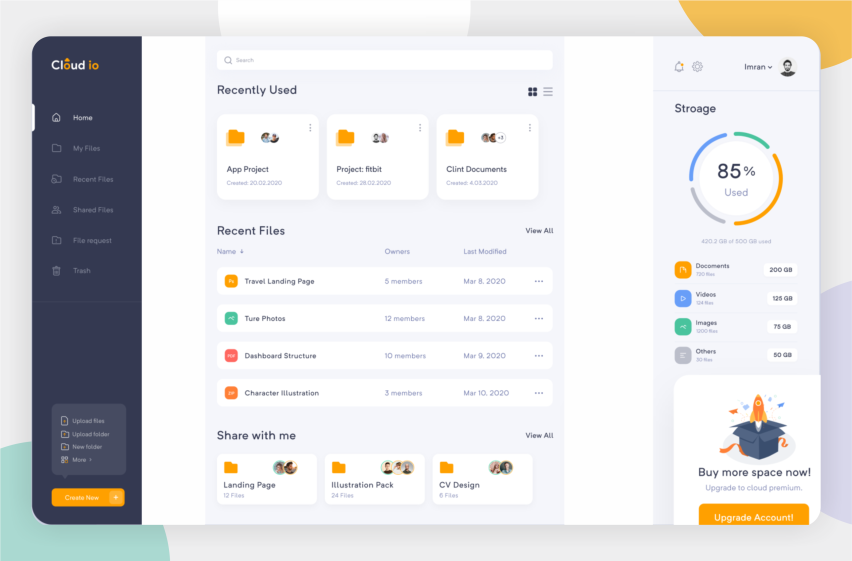 Cloud io
Home
My Files
Recent Files
Shared Files
File request
Trash
Upload files
Upload folder
New folder
More >
Create New +
Search
Recently Used
App Project
Created: 20.02.2020
Project: fitbit
Created: 28.02.2020
+3
Clint Documents
Created: 4.03.2020
Recent Files
View All
Name ↓ Owners Last Modified
Travel Landing Page 5 members Mar 8, 2020
Ture Photos 12 members Mar 8, 2020
PDF Dashboard Structure 10 members Mar 9, 2020
Character Illustration 3 members Mar 10, 2020
Share with me
View All
Landing Page
12 Files
Illustration Pack
24 Files
CV Design
6 Files
Imran
Stroage
85%
Used
420.2 GB of 500 GB used
Docoments 200 GB
Videos 125 GB
124 files
Images 75 GB
1200 files
Others 50 GB
30 files
Buy more space now!
Upgrade to cloud premium.
Upgrade Account!